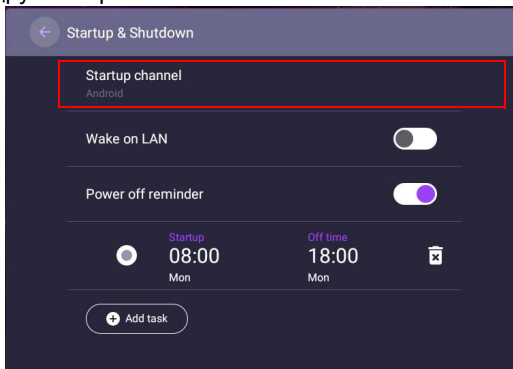 Startup & Shutdown
Startup channel
Android
Wake on LAN
Power off reminder
Startup Off time
08:00 18:00
Mon Mon
Add task